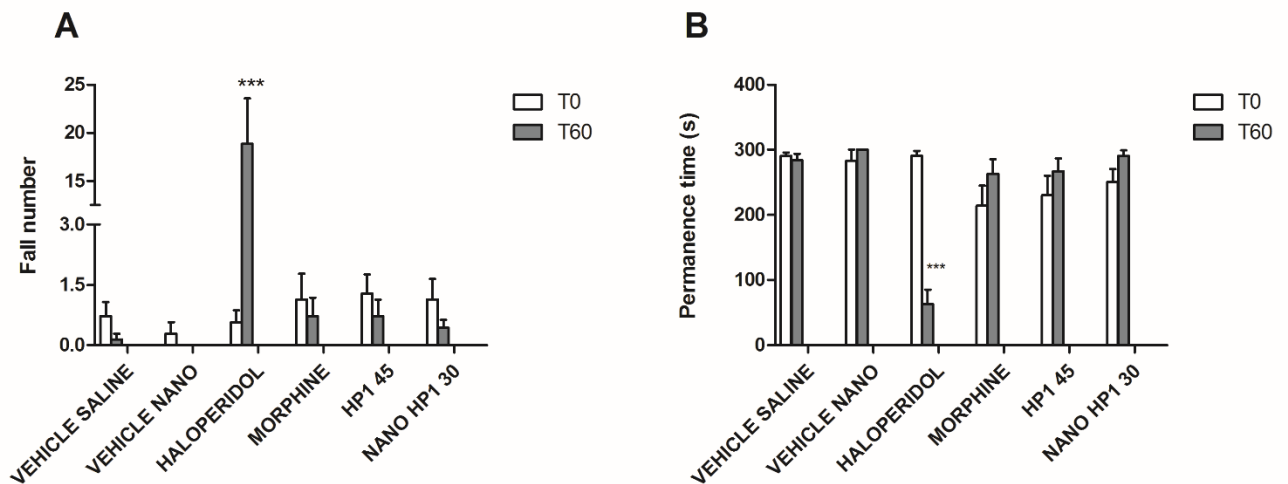 A
Fall number
25
20
15
3.0
1.5
0.0
***
T0
T60
VEHICLE SALINE
VEHICLE NANO
HALOPERIDOL
MORPHINE
HP1 45
NANO HP1 30
B
Permanence time (s)
400
300
200
100
0
***
T0
T60
VEHICLE SALINE
VEHICLE NANO
HALOPERIDOL
MORPHINE
HP1 45
NANO HP1 30